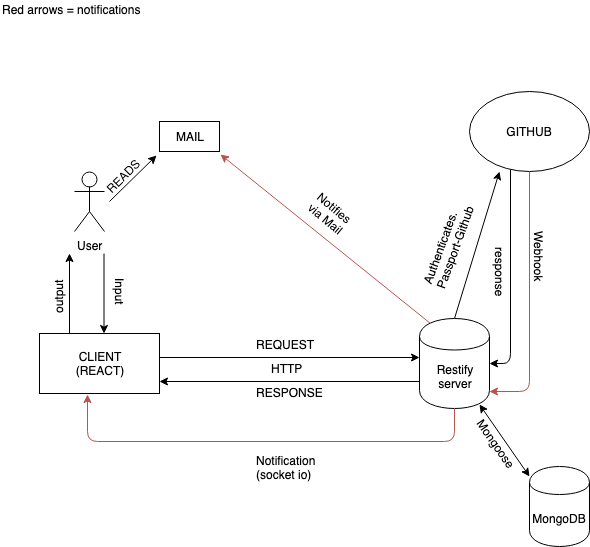 Red arrows = notifications
MAIL
GITHUB
READS
User
Notifies
via Mail
Authenticates.
Passport-Github
response
Webhook
output
Input
CLIENT
(REACT)
REQUEST
HTTP
RESPONSE
Restify
server
Notification
(socket io)
Mongoose
MongoDB